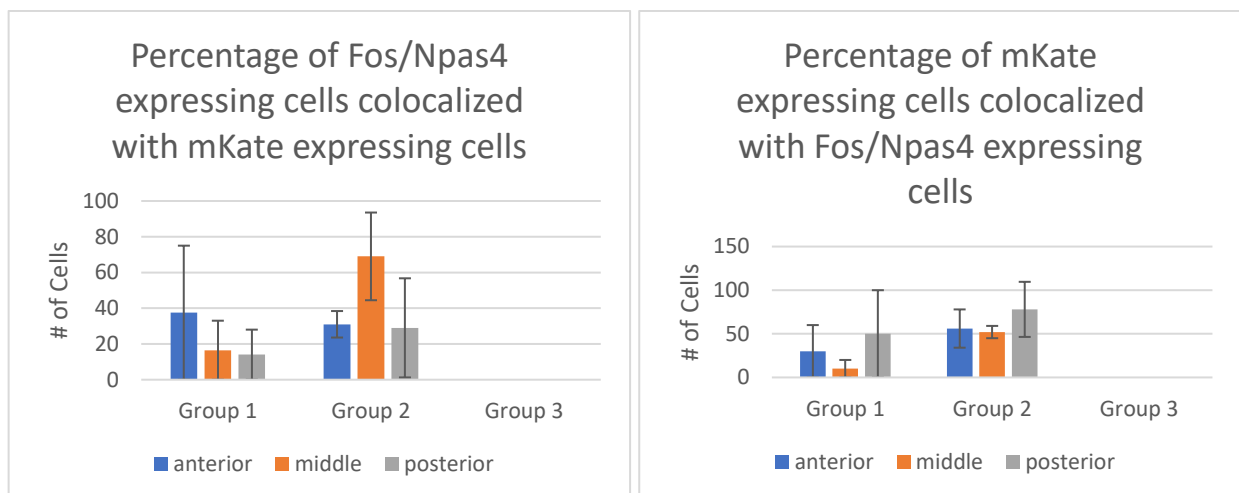 Percentage of Fos/Npas4
expressing cells colocalized
with mKate expressing cells
# of Cells
100
80
60
40
20
0
Group 1 Group 2 Group 3
anterior middle posterior
Percentage of mKate
expressing cells colocalized
with Fos/Npas4 expressing
cells
# of Cells
150
100
50
0
Group 1 Group 2 Group 3
anterior middle posterior